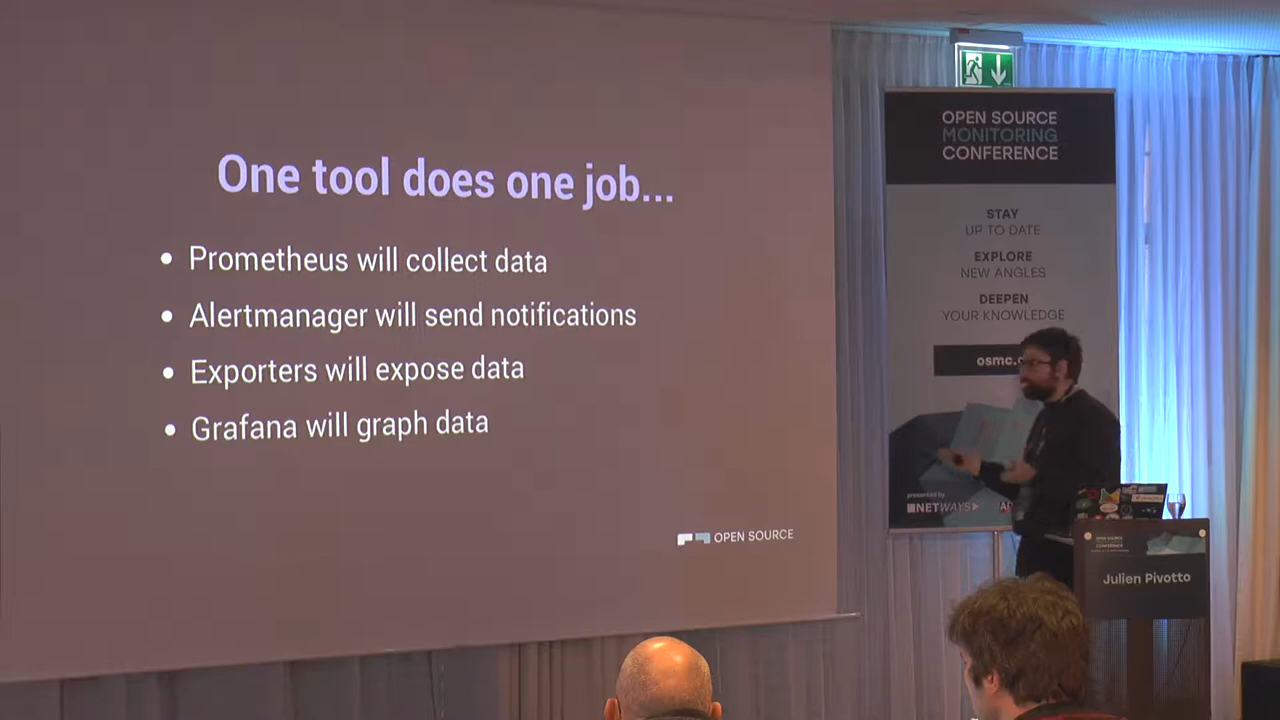 One tool does one job...
• Prometheus will collect data
• Alertmanager will send notifications
• Exporters will expose data
• Grafana will graph data
OPEN SOURCE
OPEN SOURCE
MONITORING
CONFERENCE
STAY
UP TO DATE
EXPLORE
NEW ANGLES
DEEPEN
YOUR KNOWLEDGE
osmc.
presented by
NETWAYS
Julien Pivotto